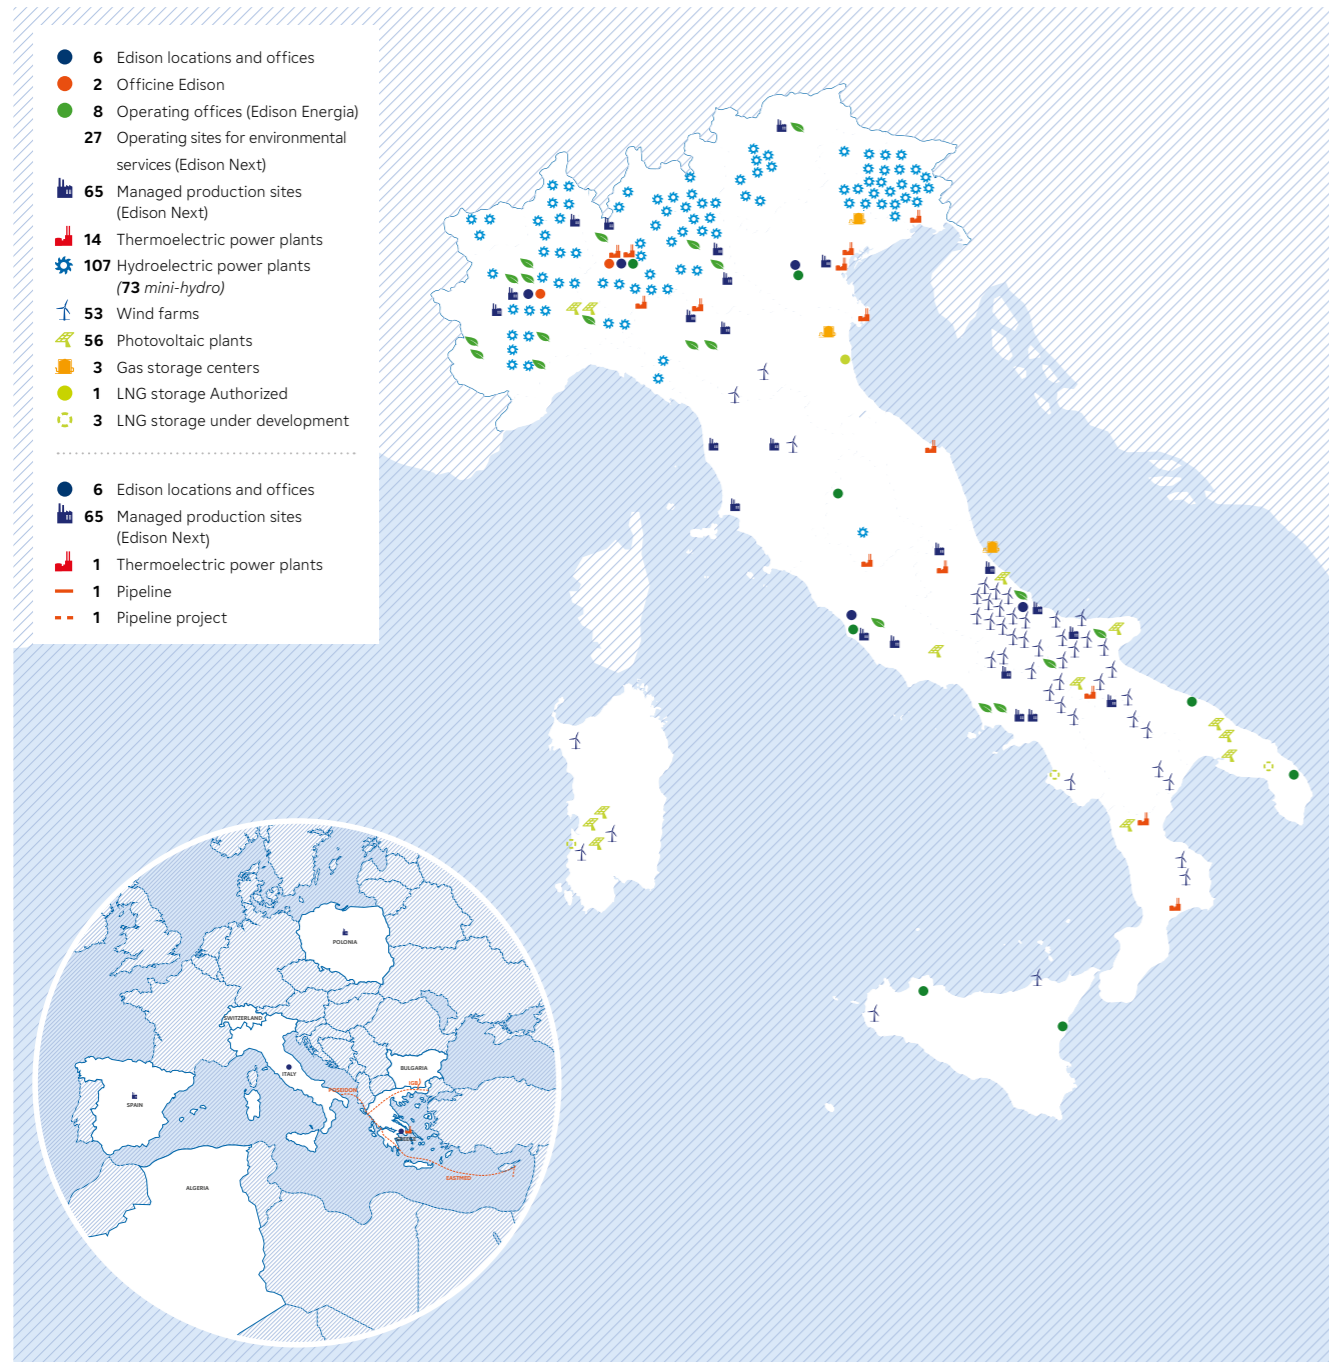 6 Edison locations and offices
2 Officine Edison
8 Operating offices (Edison Energia)
27 Operating sites for environmental
services (Edison Next)
65 Managed production sites
(Edison Next)
14 Thermoelectric power plants
107 Hydroelectric power plants
(73 mini-hydro)
53 Wind farms
56 Photovoltaic plants
3 Gas storage centers
1 LNG storage Authorized
3 LNG storage under development
6 Edison locations and offices
65 Managed production sites
(Edison Next)
1 Thermoelectric power plants
1 Pipeline
1 Pipeline project
POLONIA
SWITZERLAND
ITALY
BULGARIA
IGB
POSEIDON
SPAIN
EASTMED
ALGERIA